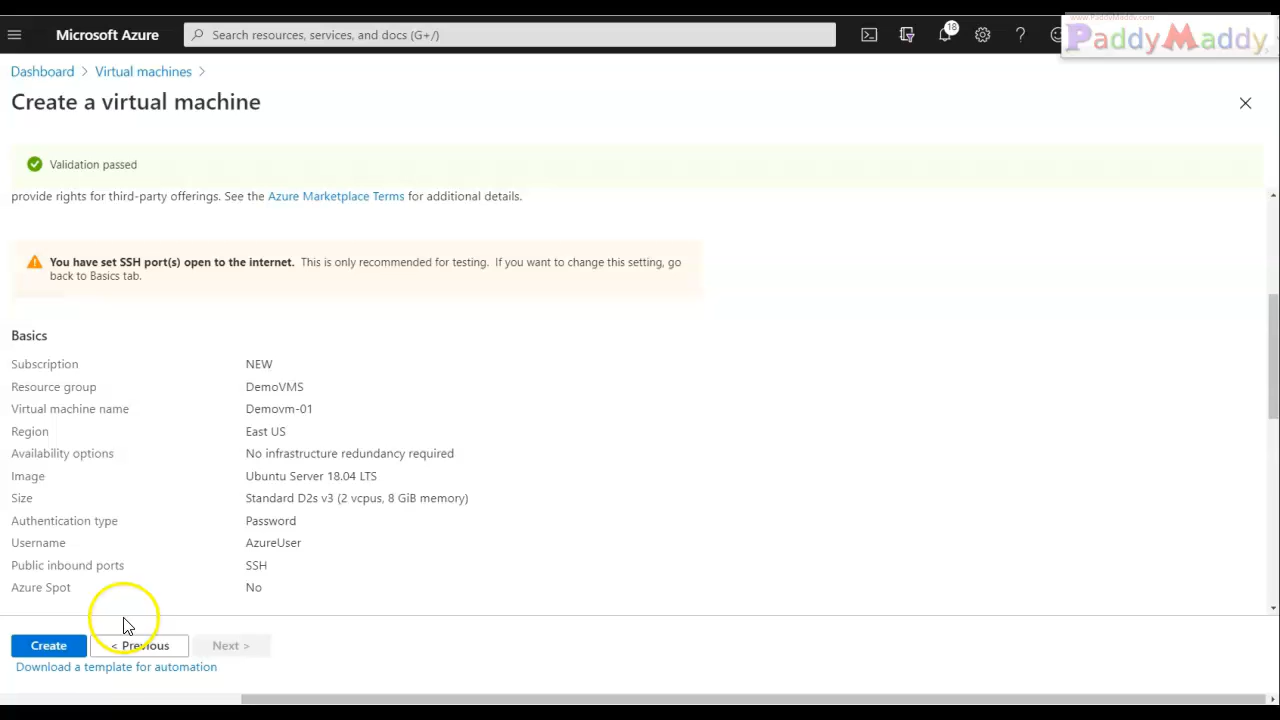 www.PaddyMaddy.com
Microsoft Azure
Search resources, services, and docs (G+/)
18
PaddyMaddy.
Dashboard > Virtual machines >
Create a virtual machine
Validation passed
provide rights for third-party offerings. See the Azure Marketplace Terms for additional details.
You have set SSH port(s) open to the internet. This is only recommended for testing. If you want to change this setting, go
back to Basics tab.
Basics
Subscription NEW
Resource group DemoVMS
Virtual machine name Demovm-01
Region East US
Availability options No infrastructure redundancy required
Image Ubuntu Server 18.04 LTS
Size Standard D2s v3 (2 vcpus, 8 GiB memory)
Authentication type Password
Username AzureUser
Public inbound ports SSH
Azure Spot No
Create < Previous Next >
Download a template for automation